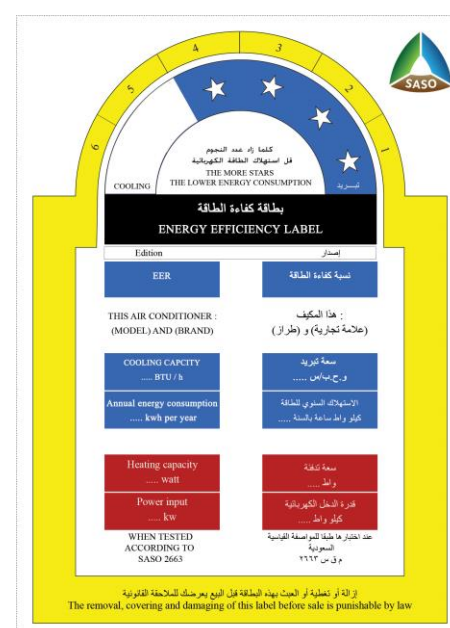 6
5
4
3
2
1
SASO
كلما زاد عدد النجوم
قل استهلاك الطاقة الكهربائية
THE MORE STARS
THE LOWER ENERGY CONSUMPTION
COOLING
تبريد
بطاقة كفاءة الطاقة
ENERGY EFFICIENCY LABEL
Edition
إصدار
EER
نسبة كفاءة الطاقة
THIS AIR CONDITIONER :
(MODEL) AND (BRAND)
هذا المكيف :
(علامة تجارية) و (طراز)
COOLING CAPCITY
..... BTU / h
سعة تبريد
و.ح.ب/س .....
Annual energy consumption
..... kwh per year
الاستهلاك السنوي للطاقة
كيلو واط ساعة بالسنة .....
Heating capacity
..... watt
سعة تدفئة
واط .....
Power input
..... kw
قدرة الدخل الكهربائية
كيلو واط .....
WHEN TESTED
ACCORDING TO
SASO 2663
عند اختبارها طبقا للمواصفة القياسية
السعودية
م ق س ٢٦٦٣
إزالة أو تغطية أو العبث بهذه البطاقة قبل البيع يعرضك للملاحقة القانونية
The removal, covering and damaging of this label before sale is punishable by law